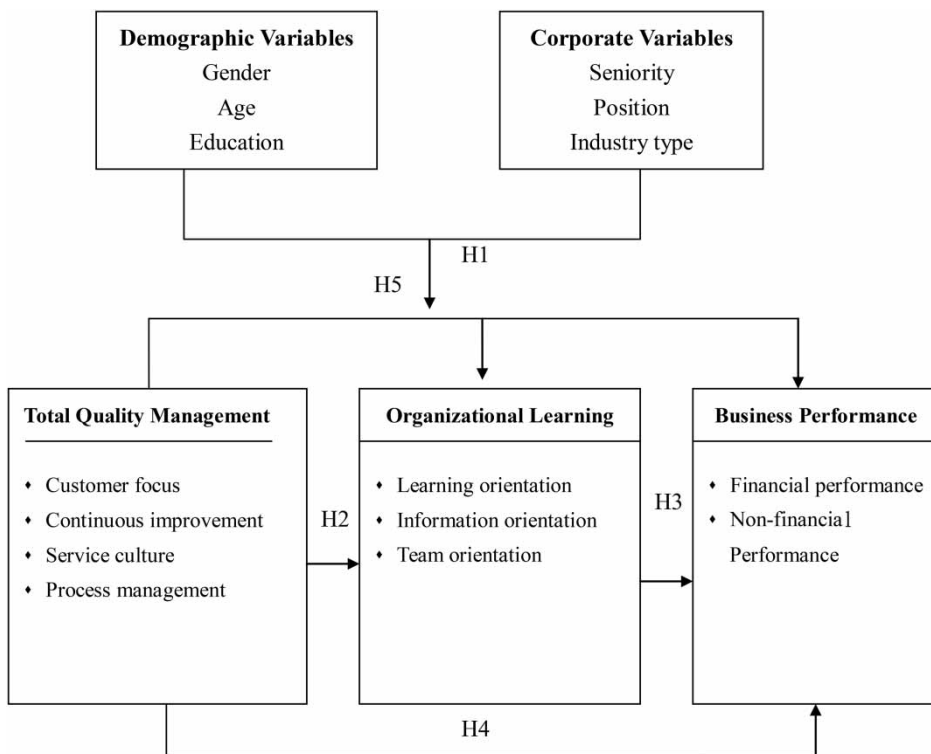 Demographic Variables
Gender
Age
Education
Corporate Variables
Seniority
Position
Industry type
H1
H5
Total Quality Management
♦ Customer focus
♦ Continuous improvement
♦ Service culture
♦ Process management
H2
Organizational Learning
♦ Learning orientation
♦ Information orientation
♦ Team orientation
H3
Business Performance
♦ Financial performance
♦ Non-financial
Performance
H4